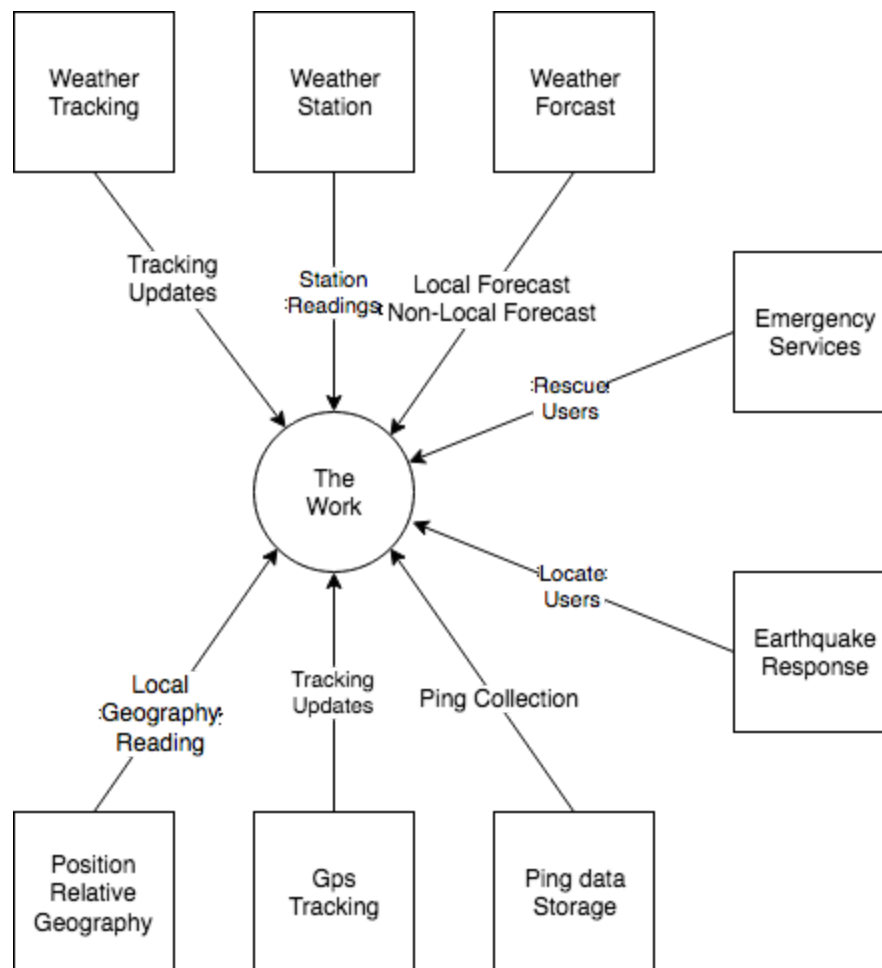 Weather
Tracking
Weather
Station
Weather
Forcast
Tracking
Updates
Station
Readings
Local Forecast
Non-Local Forecast
Emergency
Services
Rescue
Users
The
Work
Locate
Users
Earthquake
Response
Local
Geography
Reading
Tracking
Updates
Ping Collection
Position
Relative
Geography
Gps
Tracking
Ping data
Storage